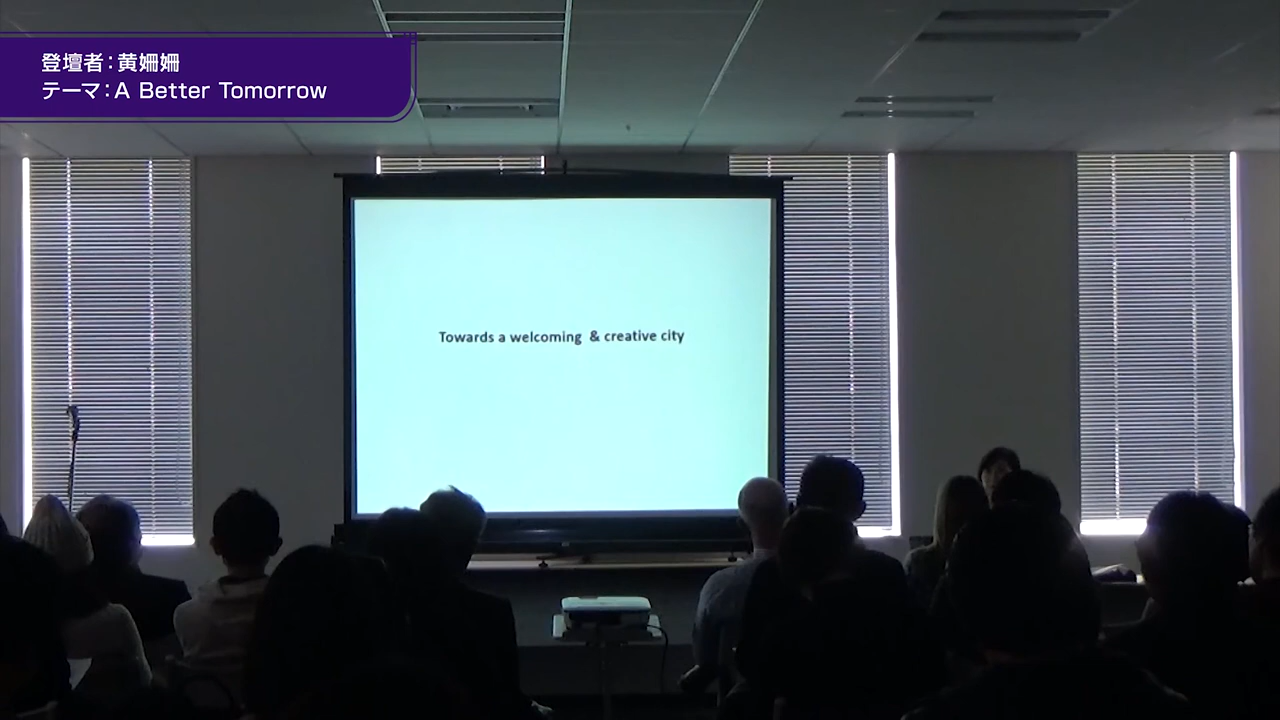 登壇者：黄姍姍
テーマ：A Better Tomorrow
Towards a welcoming & creative city